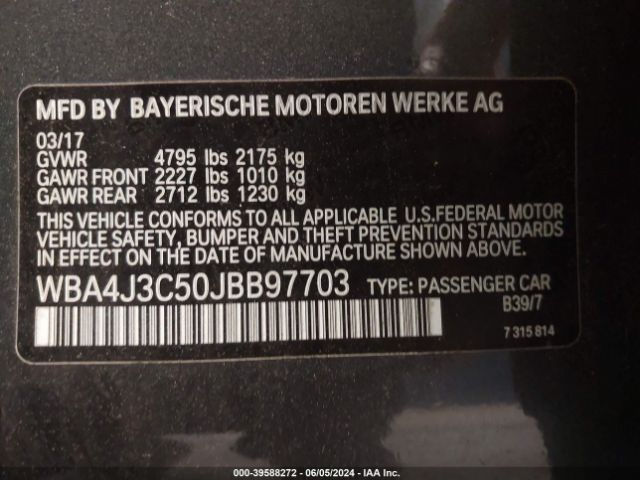 MFD BY BAYERISCHE MOTOREN WERKE AG
03/17
GVWR 4795 lbs 2175 kg
GAWR FRONT 2227 lbs 1010 kg
GAWR REAR 2712 lbs 1230 kg
THIS VEHICLE CONFORMS TO ALL APPLICABLE U.S.FEDERAL MOTOR
VEHICLE SAFETY, BUMPER AND THEFT PREVENTION STANDARDS
IN EFFECT ON THE DATE OF MANUFACTURE SHOWN ABOVE.
WBA4J3C50JBB97703 TYPE: PASSENGER CAR
B39/7
7 315 814
000-39588272 - 06/05/2024 - IAA Inc.